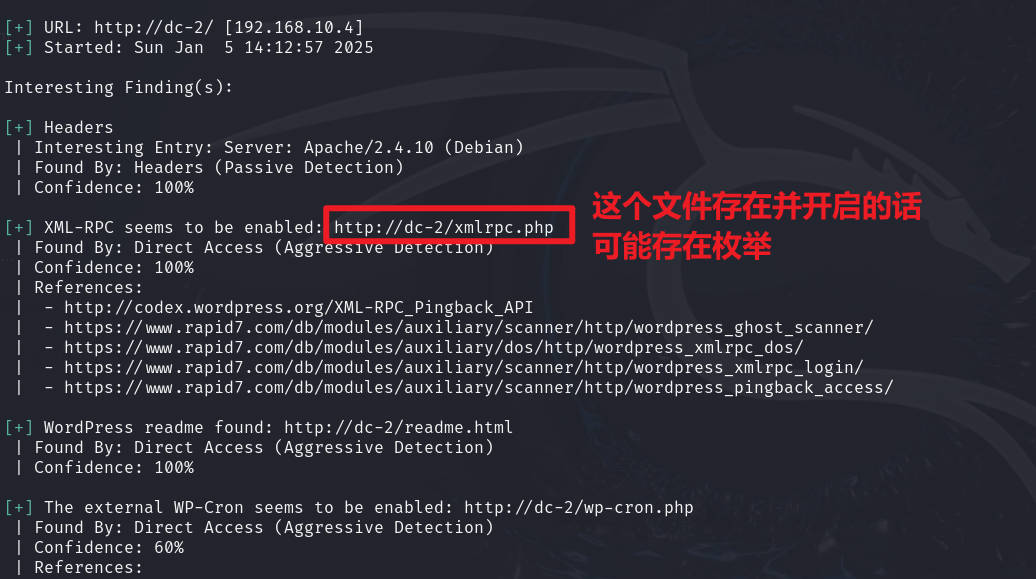 [+] URL: http://dc-2/ [192.168.10.4]
[+] Started: Sun Jan  5 14:12:57 2025
Interesting Finding(s):
[+] Headers
| Interesting Entry: Server: Apache/2.4.10 (Debian)
| Found By: Headers (Passive Detection)
| Confidence: 100%
[+] XML-RPC seems to be enabled: http://dc-2/xmlrpc.php
| Found By: Direct Access (Aggressive Detection)
| Confidence: 100%
| References:
|  - http://codex.wordpress.org/XML-RPC_Pingback_API
|  - https://www.rapid7.com/db/modules/auxiliary/scanner/http/wordpress_ghost_scanner/
|  - https://www.rapid7.com/db/modules/auxiliary/dos/http/wordpress_xmlrpc_dos/
|  - https://www.rapid7.com/db/modules/auxiliary/scanner/http/wordpress_xmlrpc_login/
|  - https://www.rapid7.com/db/modules/auxiliary/scanner/http/wordpress_pingback_access/
这个文件存在并开启的话
可能存在枚举
[+] WordPress readme found: http://dc-2/readme.html
| Found By: Direct Access (Aggressive Detection)
| Confidence: 100%
[+] The external WP-Cron seems to be enabled: http://dc-2/wp-cron.php
| Found By: Direct Access (Aggressive Detection)
| Confidence: 60%
| References: